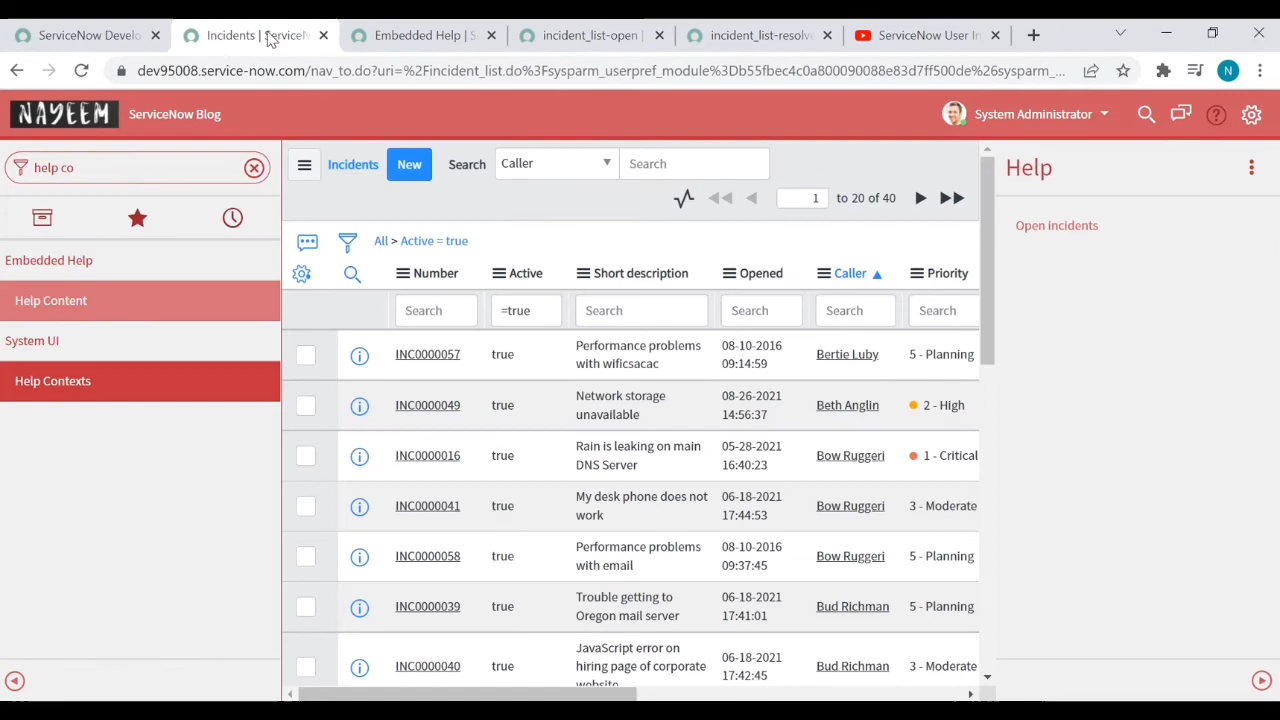 ServiceNow Develo
Incidents | ServiceN
Embedded Help | S
incident_list-open |
incident_list-resolve
ServiceNow User In
dev95008.service-now.com/nav_to.do?uri=%2Fincident_list.do%3Fsysparm_userpref_module%3Db55fbec4c0a800090088e83d7ff500de%26sysparm_...
N
NAYEEM
ServiceNow Blog
System Administrator
help co
Embedded Help
Help Content
System UI
Help Contexts
Incidents
New
Search
Caller
Search
1
to 20 of 40
All > Active = true
Number
Active
Short description
Opened
Caller
Priority
Search
=true
Search
Search
Search
Search
INC0000057
true
Performance problems
with wificsacac
08-10-2016
09:14:59
Bertie Luby
5 - Planning
INC0000049
true
Network storage
unavailable
08-26-2021
14:56:37
Beth Anglin
2 - High
INC0000016
true
Rain is leaking on main
DNS Server
05-28-2021
16:40:23
Bow Ruggeri
1 - Critical
INC0000041
true
My desk phone does not
work
06-18-2021
17:44:53
Bow Ruggeri
3 - Moderate
INC0000058
true
Performance problems
with email
08-10-2016
09:37:45
Bow Ruggeri
5 - Planning
INC0000039
true
Trouble getting to
Oregon mail server
06-18-2021
17:41:01
Bud Richman
5 - Planning
INC0000040
true
JavaScript error on
hiring page of corporate
website
06-18-2021
17:42:45
Bud Richman
3 - Moderate
Help
Open incidents